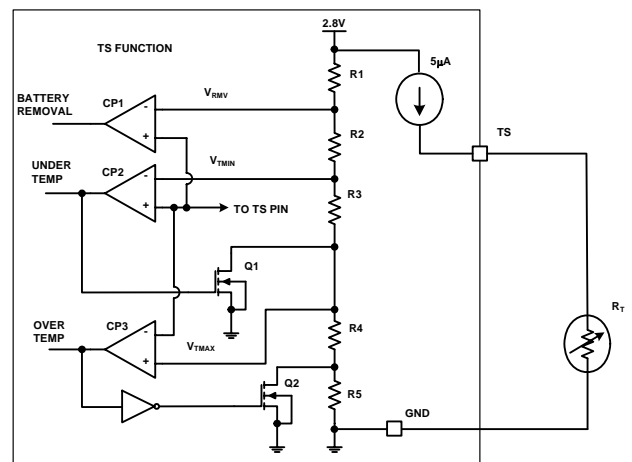 2.8V
TS FUNCTION
5µA
R1
BATTERY
REMOVAL
CP1
VRMV
-
+
TS
R2
UNDER
TEMP
CP2
VTMIN
-
+
TO TS PIN
R3
Q1
RT
OVER
TEMP
CP3
-
+
VTMAX
R4
Q2
R5
GND